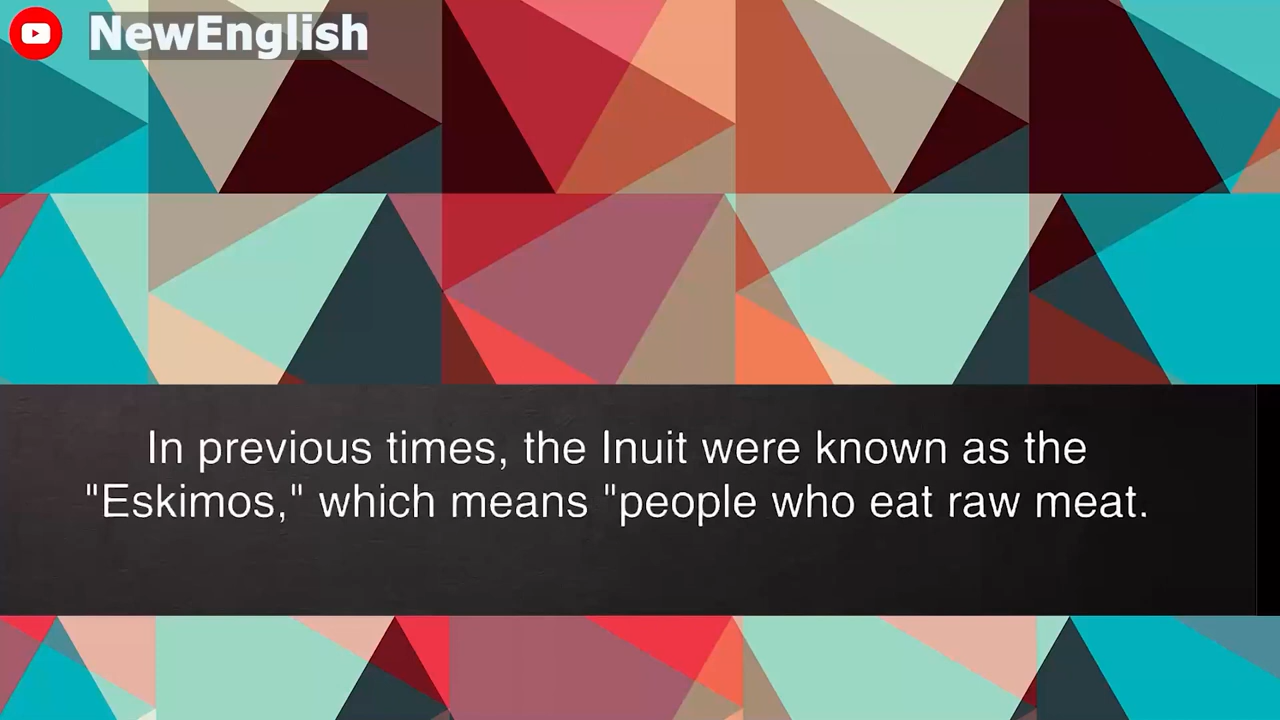 NewEnglish
In previous times, the Inuit were known as the
"Eskimos," which means "people who eat raw meat.